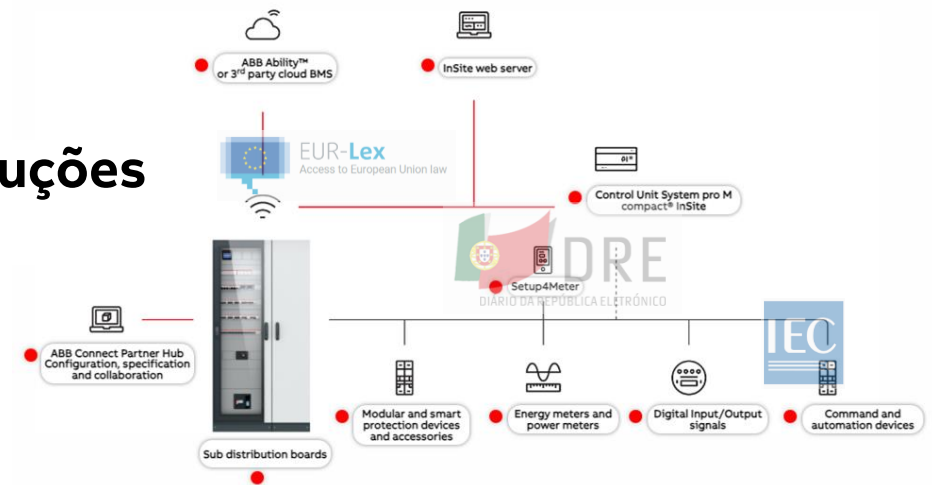 ABB Ability™
or 3rd party cloud BMS
InSite web server
uções
EUR-Lex
Access to European Union law
Control Unit System pro M
compact® InSite
DRE
DIÁRIO DA REPÚBLICA ELETRÓNICO
Setup4Meter
IEC
ABB Connect Partner Hub
Configuration, specification
and collaboration
Modular and smart
protection devices
and accessories
Energy meters and
power meters
Digital Input/Output
signals
Command and
automation devices
Sub distribution boards